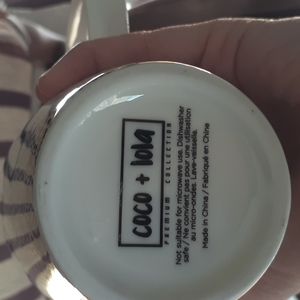 coco + lola
PREMIUM COLLECTION
Not suitable for microwave use. Dishwasher
safe / Ne convient pas pour une utilisation
au micro-ondes. Lave-vaisselle.
Made in China / Fabriqué en Chine